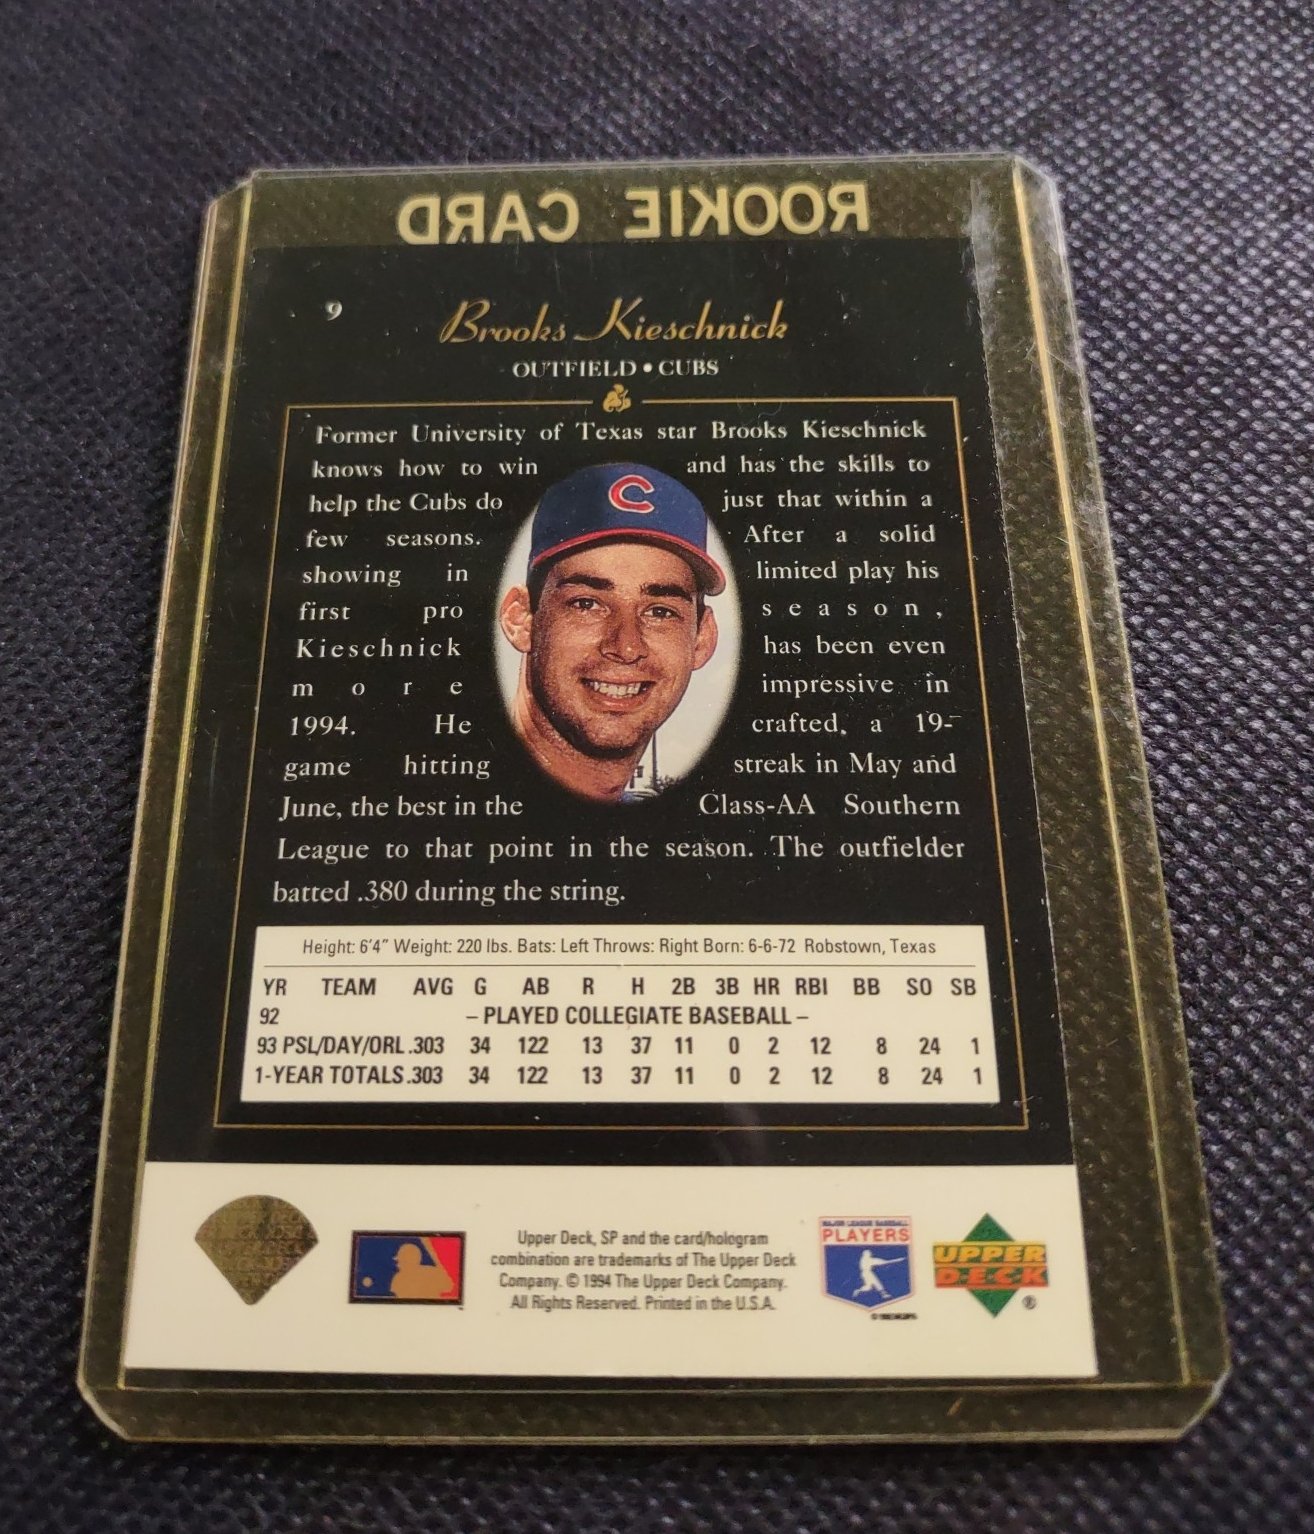 ROOKIE CARD
9
Brooks Kieschnick
OUTFIELD • CUBS
Former University of Texas star Brooks Kieschnick
knows how to win and has the skills to
help the Cubs do just that within a
few seasons. After a solid
showing in limited play his
first pro season,
Kieschnick has been even
more impressive in
1994. He crafted a 19-
game hitting streak in May and
June, the best in the Class-AA Southern
League to that point in the season. The outfielder
batted .380 during the string.
Height: 6'4" Weight: 220 lbs. Bats: Left Throws: Right Born: 6-6-72 Robstown, Texas
YR TEAM AVG G AB R H 2B 3B HR RBI BB SO SB
92 – PLAYED COLLEGIATE BASEBALL –
93 PSL/DAY/ORL .303 34 122 13 37 11 0 2 12 8 24 1
1-YEAR TOTALS .303 34 122 13 37 11 0 2 12 8 24 1
Upper Deck, SP and the card/hologram
combination are trademarks of The Upper Deck
Company. © 1994 The Upper Deck Company.
All Rights Reserved. Printed in the U.S.A.
MAJOR LEAGUE BASEBALL
PLAYERS
UPPER
DECK
®